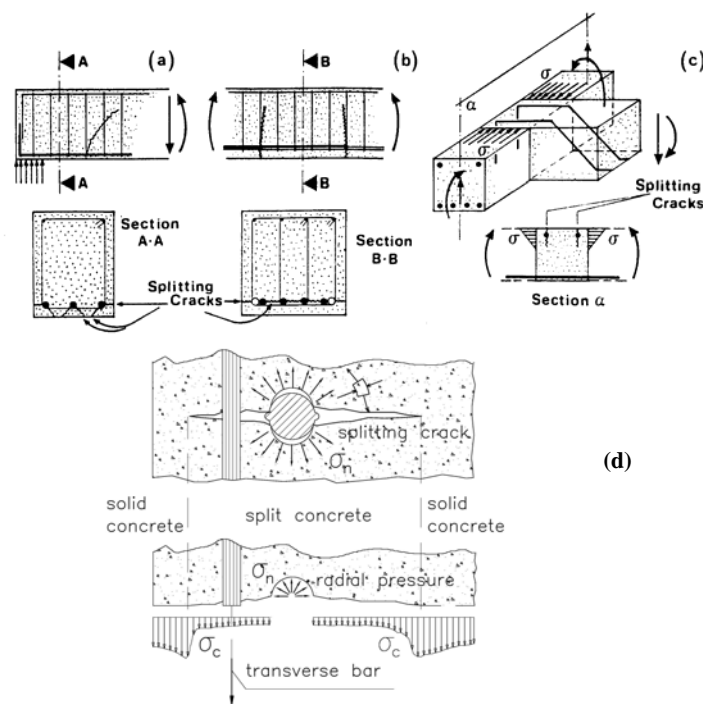 A (a)
B (b)
(c)
σ
α
σ
A
B
Splitting
Cracks
Section
A·A
Section
B·B
Splitting
Cracks
σ
σ
Section α
splitting crack
σn
(d)
solid
concrete
split concrete
solid
concrete
σn
radial pressure
σc
σc
transverse bar